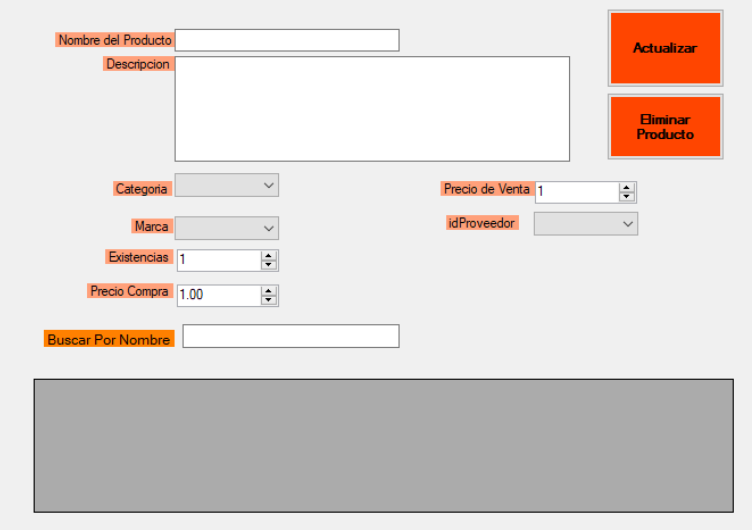 Nombre del Producto
Actualizar
Descripcion
Eliminar
Producto
Categoria
Precio de Venta 1
Marca
idProveedor
Existencias 1
Precio Compra 1.00
Buscar Por Nombre